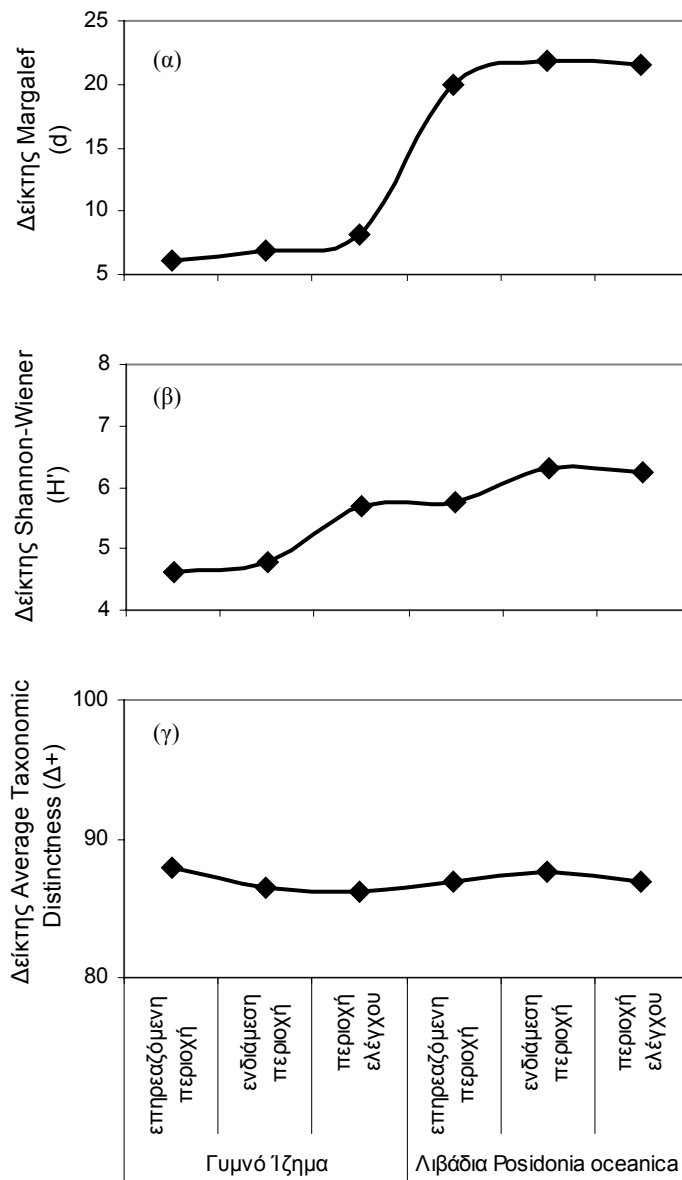 25
20
15
10
5
Δείκτης Margalef
(d)
(α)
8
7
6
5
4
Δείκτης Shannon-Wiener
(H')
(β)
100
90
80
Δείκτης Average Taxonomic
Distinctness (Δ+)
(γ)
επηρεαζόμενη
περιοχή
ενδιάμεση
περιοχή
περιοχή
ελέγχου
επηρεαζόμενη
περιοχή
ενδιάμεση
περιοχή
περιοχή
ελέγχου
Γυμνό Ίζημα
Λιβάδια Posidonia oceanica